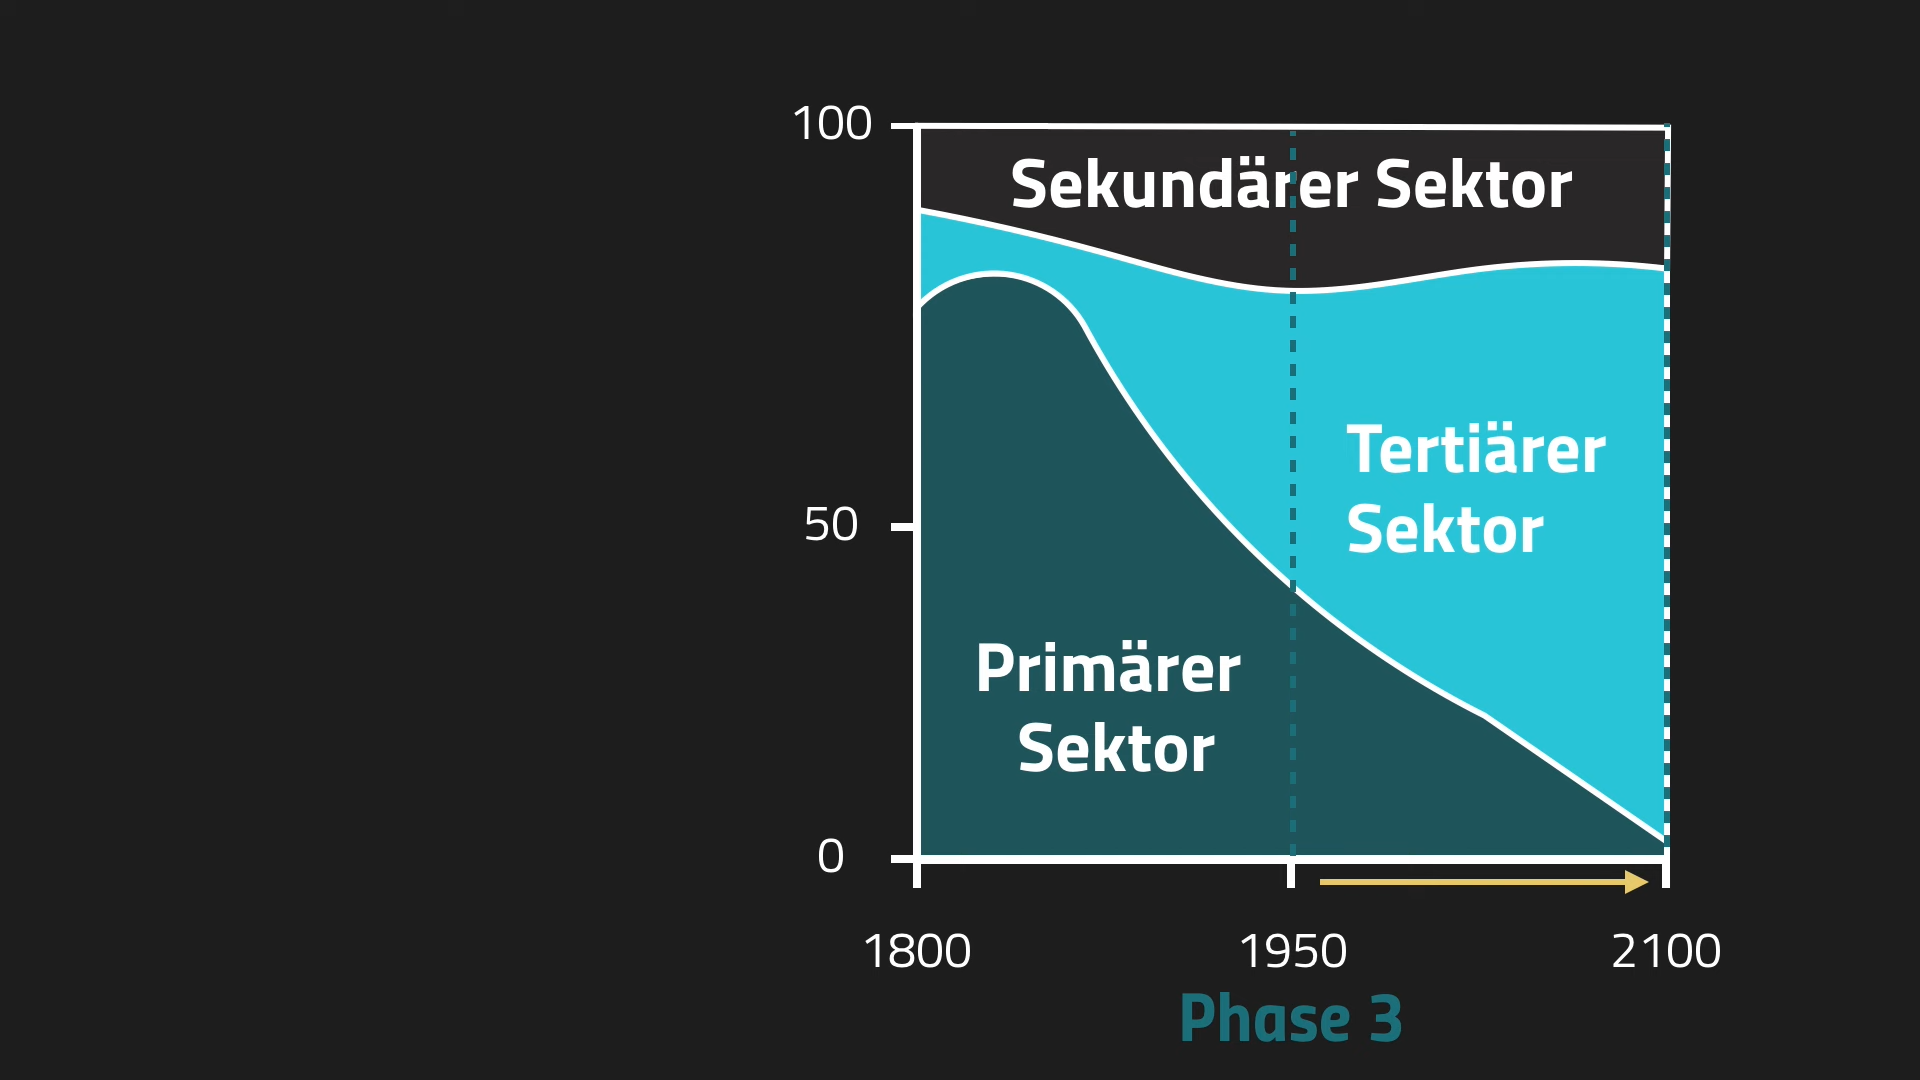 100
Sekundärer Sektor
Tertiärer
Sektor
50
Primärer
Sektor
0
1800 1950 2100
Phase 3